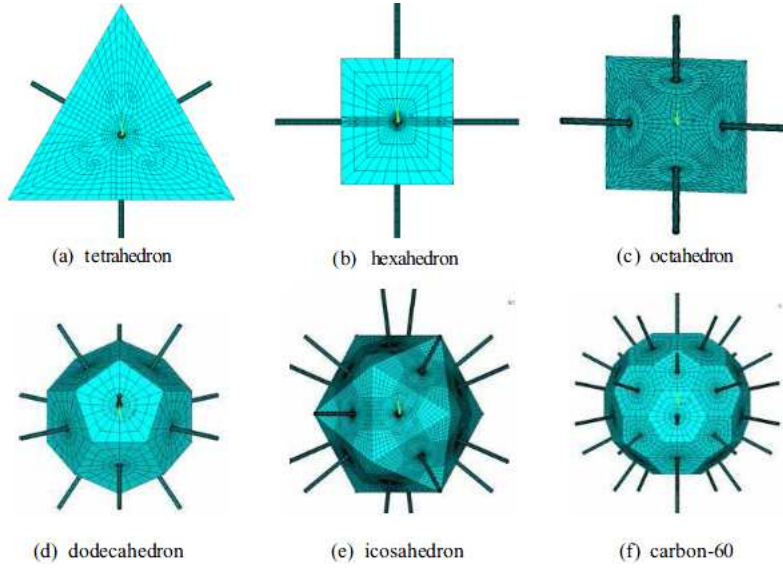 (a) tetrahedron
(b) hexahedron
(c) octahedron
(d) dodecahedron
(e) icosahedron
(f) carbon-60